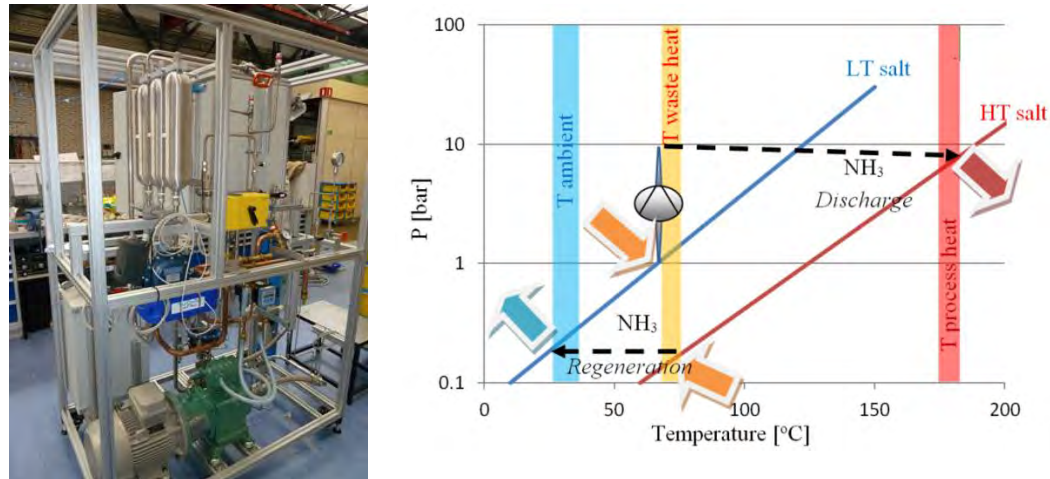 100
10
1
0.1
P [bar]
0
50
100
150
200
Temperature [°C]
T ambient
T waste heat
T process heat
LT salt
HT salt
NH₃
Discharge
NH₃
Regeneration